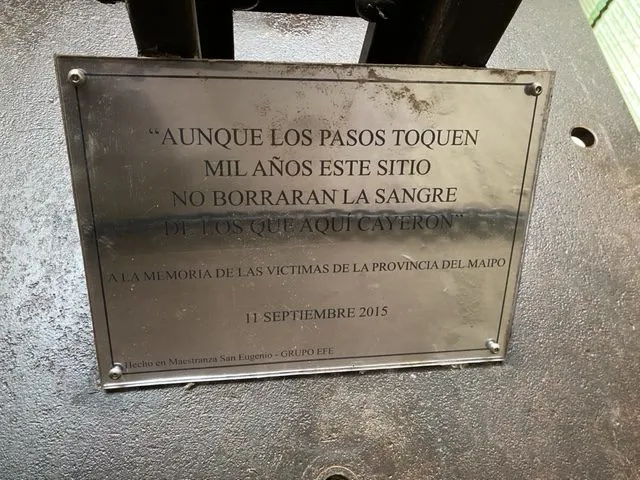 “AUNQUE LOS PASOS TOQUEN
MIL AÑOS ESTE SITIO
NO BORRARAN LA SANGRE
DE LOS QUE AQUÍ CAYERON”
A LA MEMORIA DE LAS VICTIMAS DE LA PROVINCIA DEL MAIPO
11 SEPTIEMBRE 2015
Hecho en Maestranza San Eugenio - GRUPO EFE